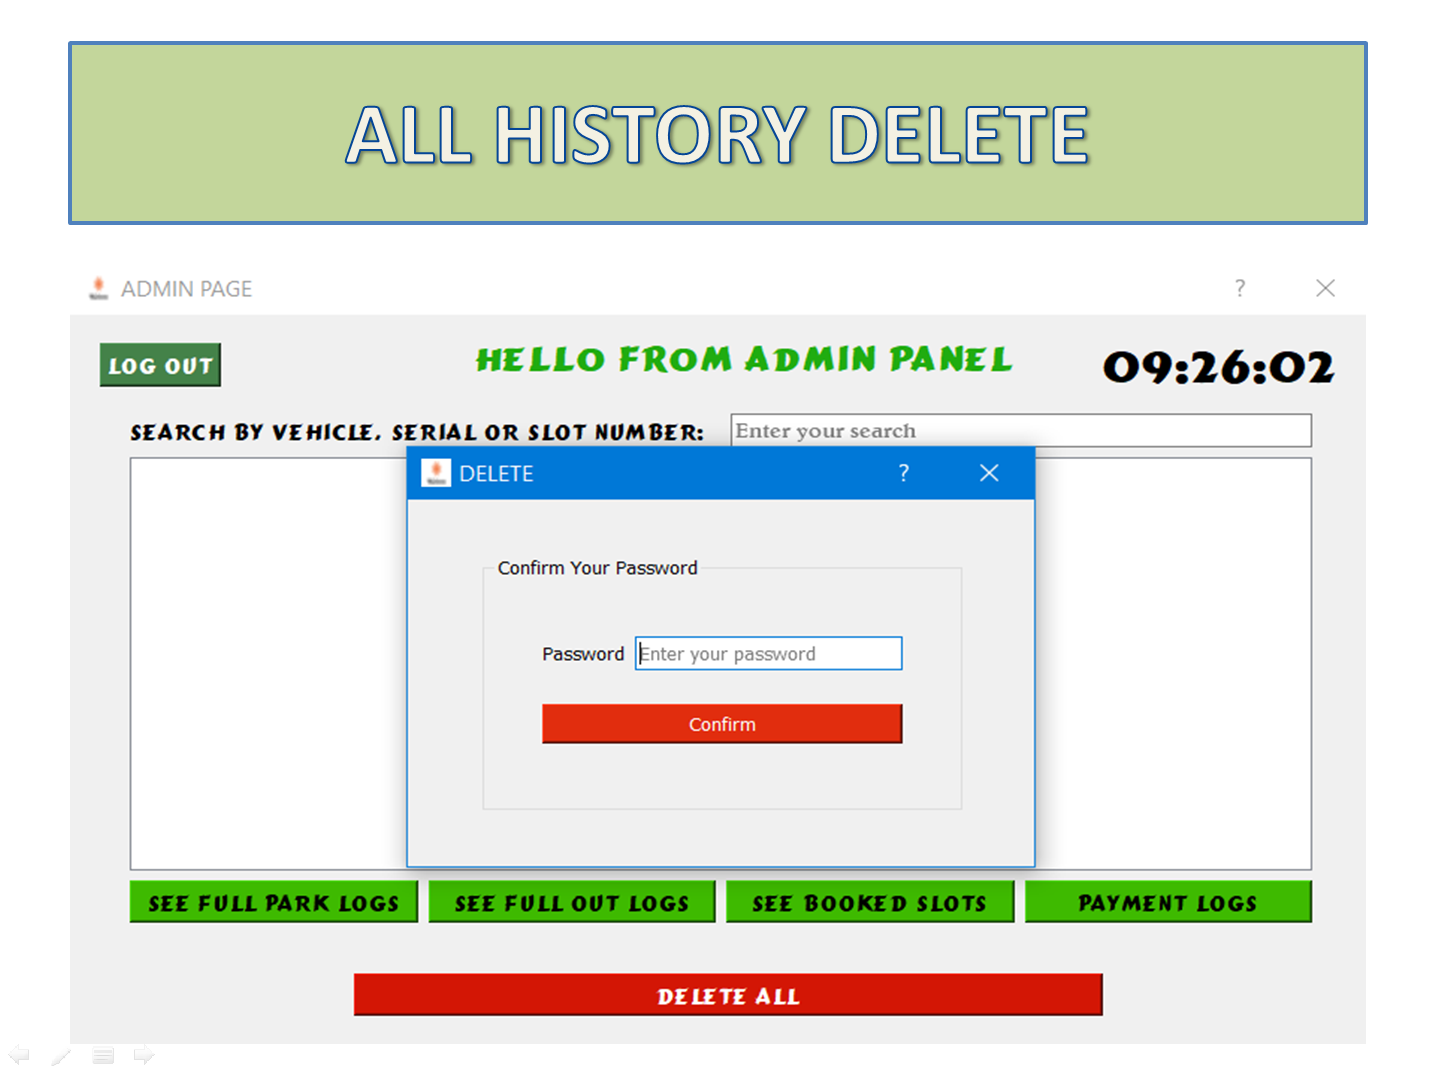 ALL HISTORY DELETE
ADMIN PAGE
?
LOG OUT
HELLO FROM ADMIN PANEL
09:26:02
SEARCH BY VEHICLE, SERIAL OR SLOT NUMBER:
Enter your search
DELETE
?
Confirm Your Password
Password
Enter your password
Confirm
SEE FULL PARK LOGS
SEE FULL OUT LOGS
SEE BOOKED SLOTS
PAYMENT LOGS
DELETE ALL